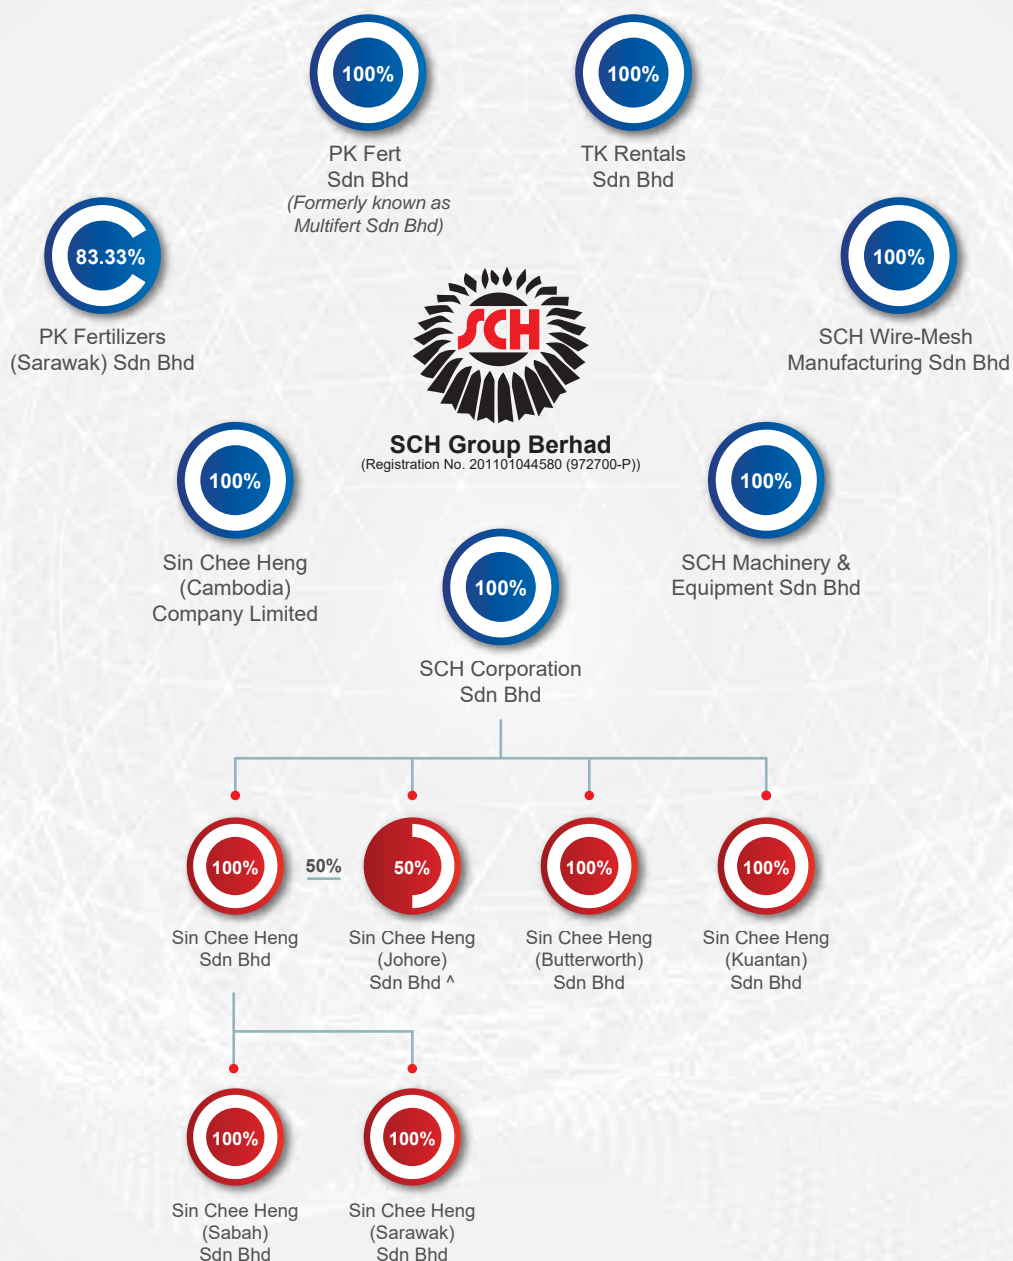 100%
PK Fert
Sdn Bhd
(Formerly known as
Multifert Sdn Bhd)
100%
TK Rentals
Sdn Bhd
83.33%
PK Fertilizers
(Sarawak) Sdn Bhd
100%
SCH Wire-Mesh
Manufacturing Sdn Bhd
SCH
SCH Group Berhad
(Registration No. 201101044580 (972700-P))
100%
Sin Chee Heng
(Cambodia)
Company Limited
100%
SCH Machinery &
Equipment Sdn Bhd
100%
SCH Corporation
Sdn Bhd
100%
Sin Chee Heng
Sdn Bhd
50%
50%
Sin Chee Heng
(Johore)
Sdn Bhd ^
100%
Sin Chee Heng
(Butterworth)
Sdn Bhd
100%
Sin Chee Heng
(Kuantan)
Sdn Bhd
100%
Sin Chee Heng
(Sabah)
Sdn Bhd
100%
Sin Chee Heng
(Sarawak)
Sdn Bhd